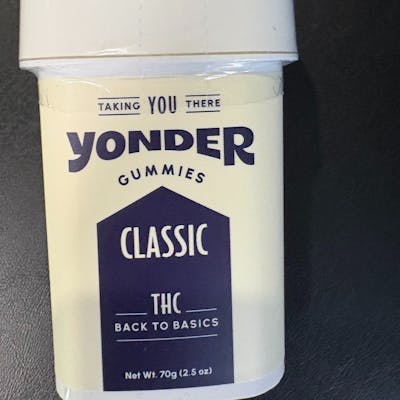 TAKING YOU THERE
YONDER
GUMMIES
CLASSIC
THC
BACK TO BASICS
Net Wt. 70g (2.5 oz)